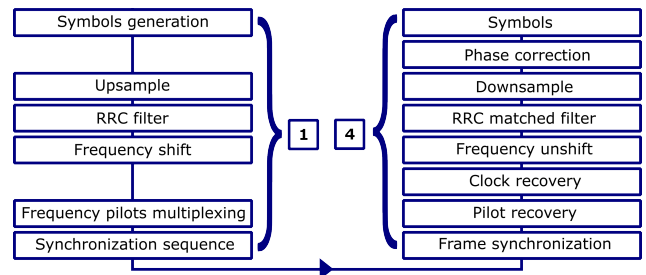 Symbols generation
Upsample
RRC filter
Frequency shift
Frequency pilots multiplexing
Synchronization sequence
1
4
Symbols
Phase correction
Downsample
RRC matched filter
Frequency unshift
Clock recovery
Pilot recovery
Frame synchronization